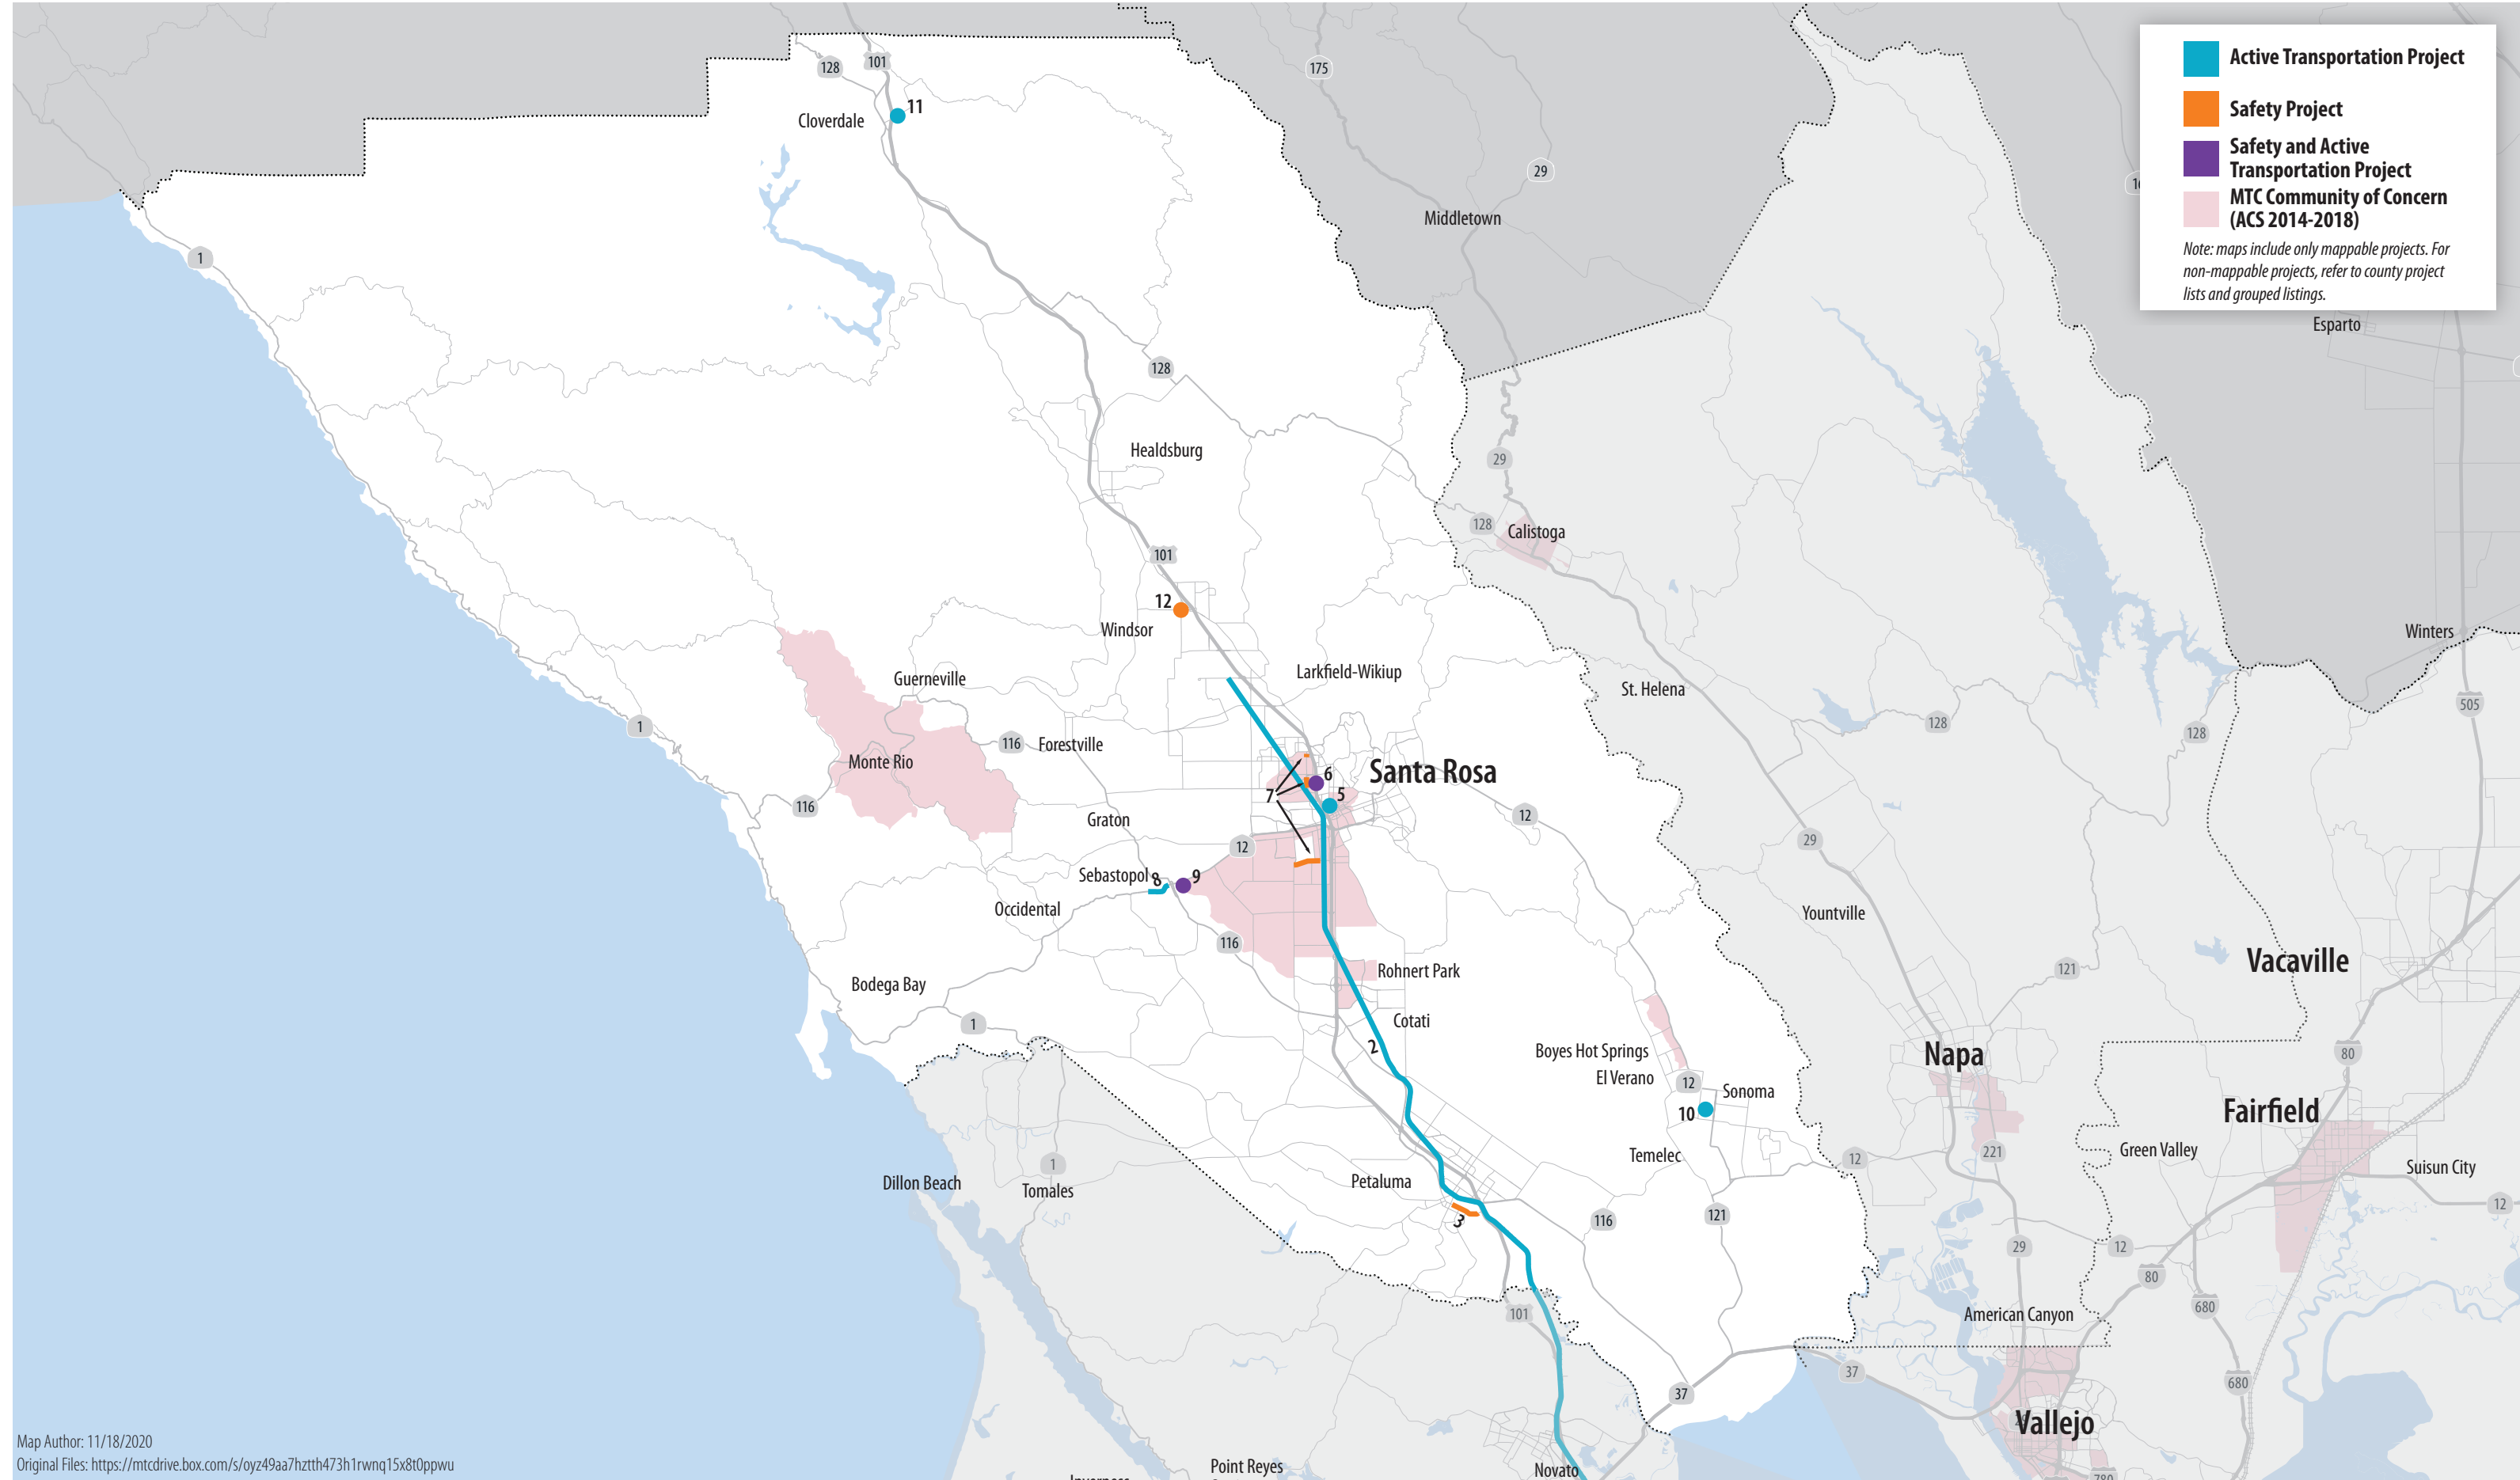 Active Transportation Project
Safety Project
Safety and Active
Transportation Project
MTC Community of Concern
(ACS 2014-2018)
Note: maps include only mappable projects. For
non-mappable projects, refer to county project
lists and grouped listings.
128
101
175
11
Cloverdale
29
Middletown
1
Esparto
128
Healdsburg
29
128
Calistoga
101
12
Windsor
Winters
Larkfield-Wikiup
Guerneville
St. Helena
505
1
116
Forestville
128
128
Monte Rio
6
Santa Rosa
7
5
116
Graton
12
12
29
Sebastopol
8
9
Occidental
Yountville
116
Vacaville
Rohnert Park
121
Bodega Bay
1
Cotati
2
Boyes Hot Springs
Napa
80
El Verano
12
Sonoma
10
Fairfield
Green Valley
221
Temelec
12
1
Suisun City
Dillon Beach
Tomales
Petaluma
12
3
116
121
29
12
80
101
American Canyon
680
37
37
680
Vallejo
Map Author: 11/18/2020
Original Files: https://mtcdrive.box.com/s/oyz49aa7hztth473h1rwnq15x8t0ppwu
Point Reyes
Novato